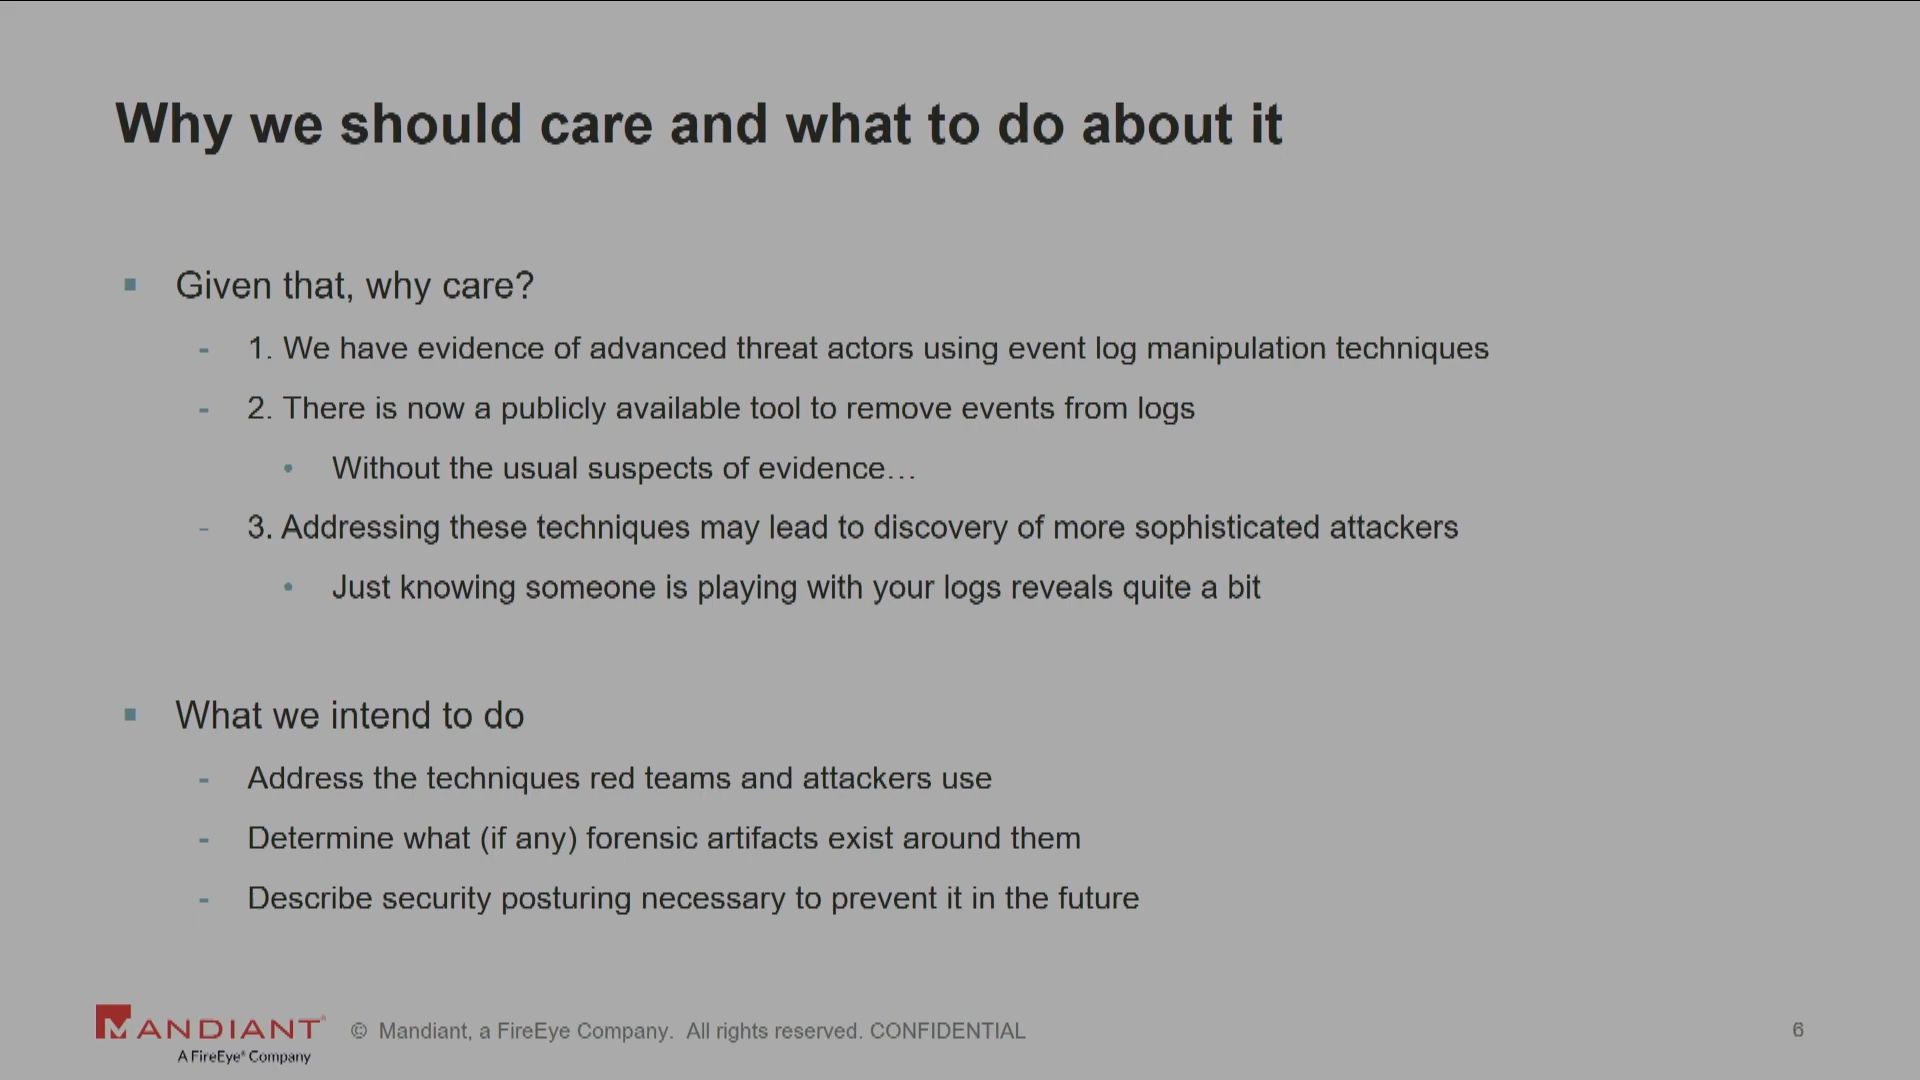 Why we should care and what to do about it
▪ Given that, why care?
- 1. We have evidence of advanced threat actors using event log manipulation techniques
- 2. There is now a publicly available tool to remove events from logs
• Without the usual suspects of evidence…
- 3. Addressing these techniques may lead to discovery of more sophisticated attackers
• Just knowing someone is playing with your logs reveals quite a bit
▪ What we intend to do
- Address the techniques red teams and attackers use
- Determine what (if any) forensic artifacts exist around them
- Describe security posturing necessary to prevent it in the future
MANDIANT®
A FireEye® Company
© Mandiant, a FireEye Company. All rights reserved. CONFIDENTIAL
6